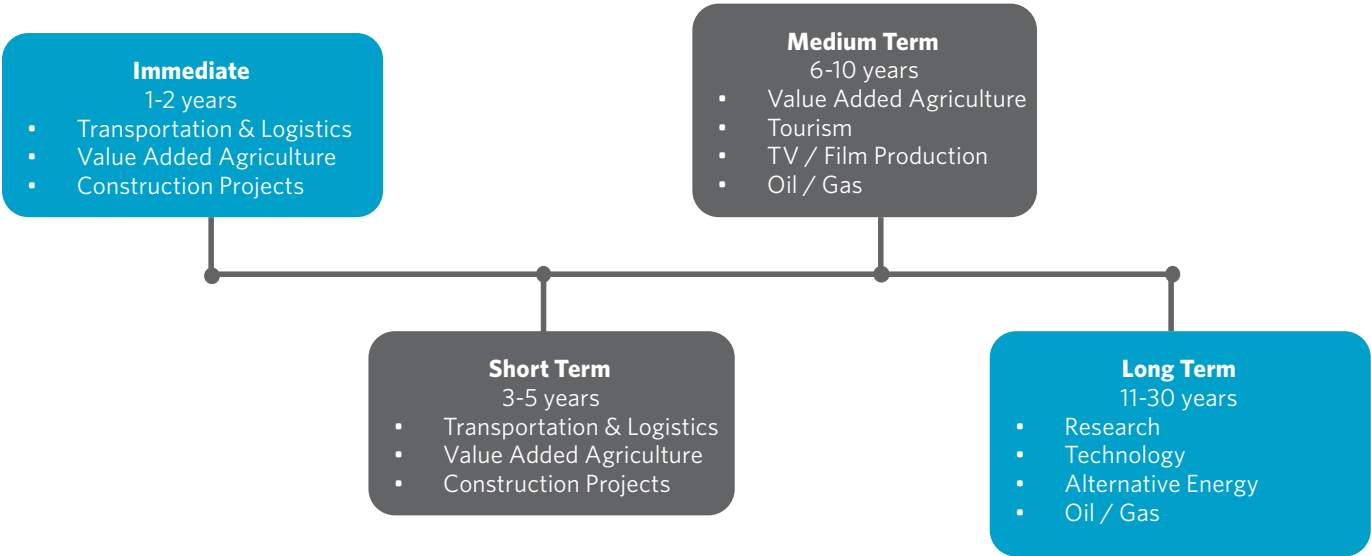 Immediate
1-2 years
▪ Transportation & Logistics
▪ Value Added Agriculture
▪ Construction Projects
Short Term
3-5 years
▪ Transportation & Logistics
▪ Value Added Agriculture
▪ Construction Projects
Medium Term
6-10 years
▪ Value Added Agriculture
▪ Tourism
▪ TV / Film Production
▪ Oil / Gas
Long Term
11-30 years
▪ Research
▪ Technology
▪ Alternative Energy
▪ Oil / Gas